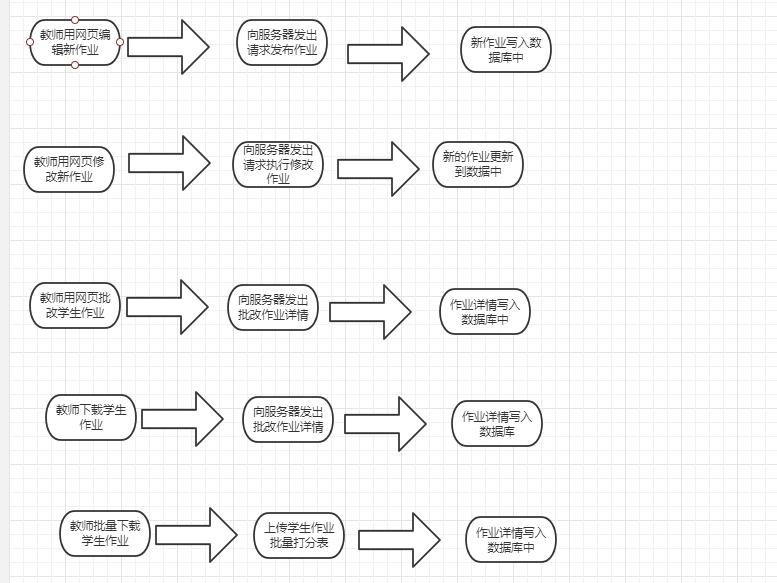 教师用网页编
辑新作业
向服务器发出
请求发布作业
新作业写入数
据库中
教师用网页修
改新作业
向服务器发出
请求执行修改
作业
新的作业更新
到数据中
教师用网页批
改学生作业
向服务器发出
批改作业详情
作业详情写入
数据库中
教师下载学生
作业
向服务器发出
批改作业详情
作业详情写入
数据库
教师批量下载
学生作业
上传学生作业
批量打分表
作业详情写入
数据库中